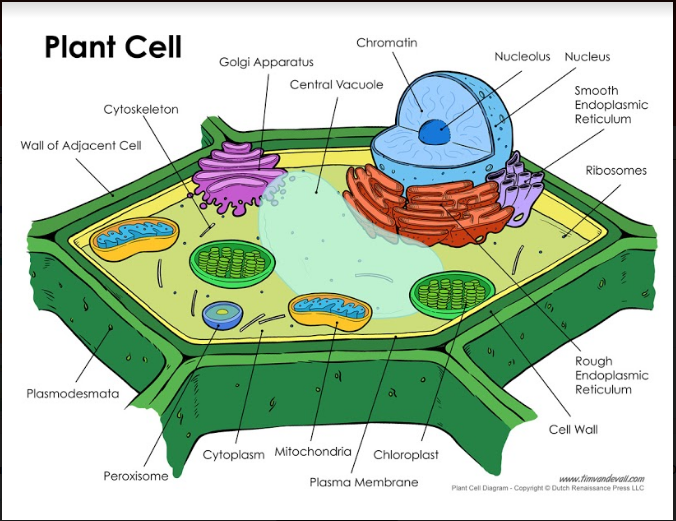 Plant Cell
Chromatin
Golgi Apparatus
Nucleolus
Nucleus
Central Vacuole
Smooth
Endoplasmic
Reticulum
Cytoskeleton
Wall of Adjacent Cell
Ribosomes
Rough
Endoplasmic
Reticulum
Plasmodesmata
Cell Wall
Cytoplasm
Mitochondria
Chloroplast
Peroxisome
Plasma Membrane
www.timvandevall.com
Plant Cell Diagram - Copyright © Dutch Renaissance Press LLC